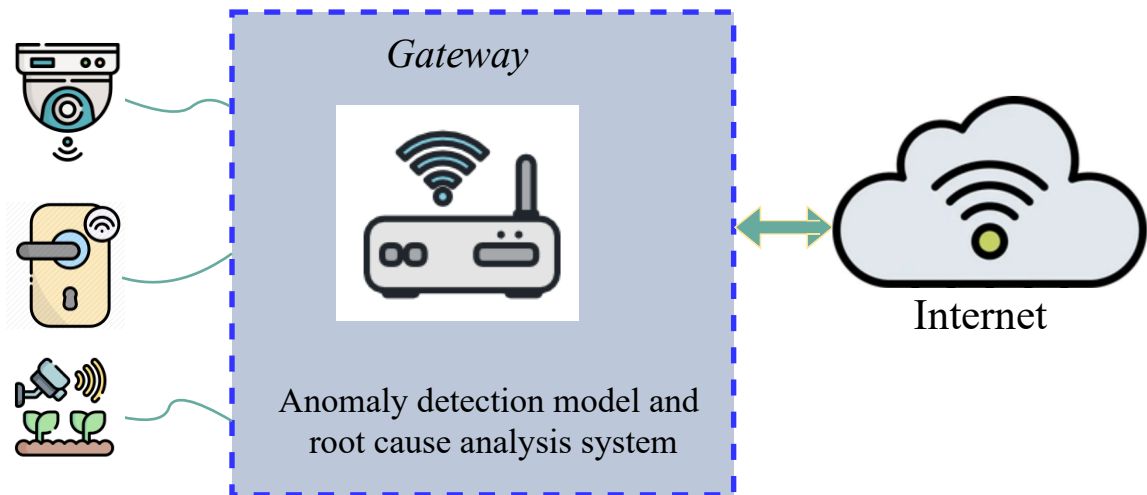 Gateway
Anomaly detection model and
root cause analysis system
Internet